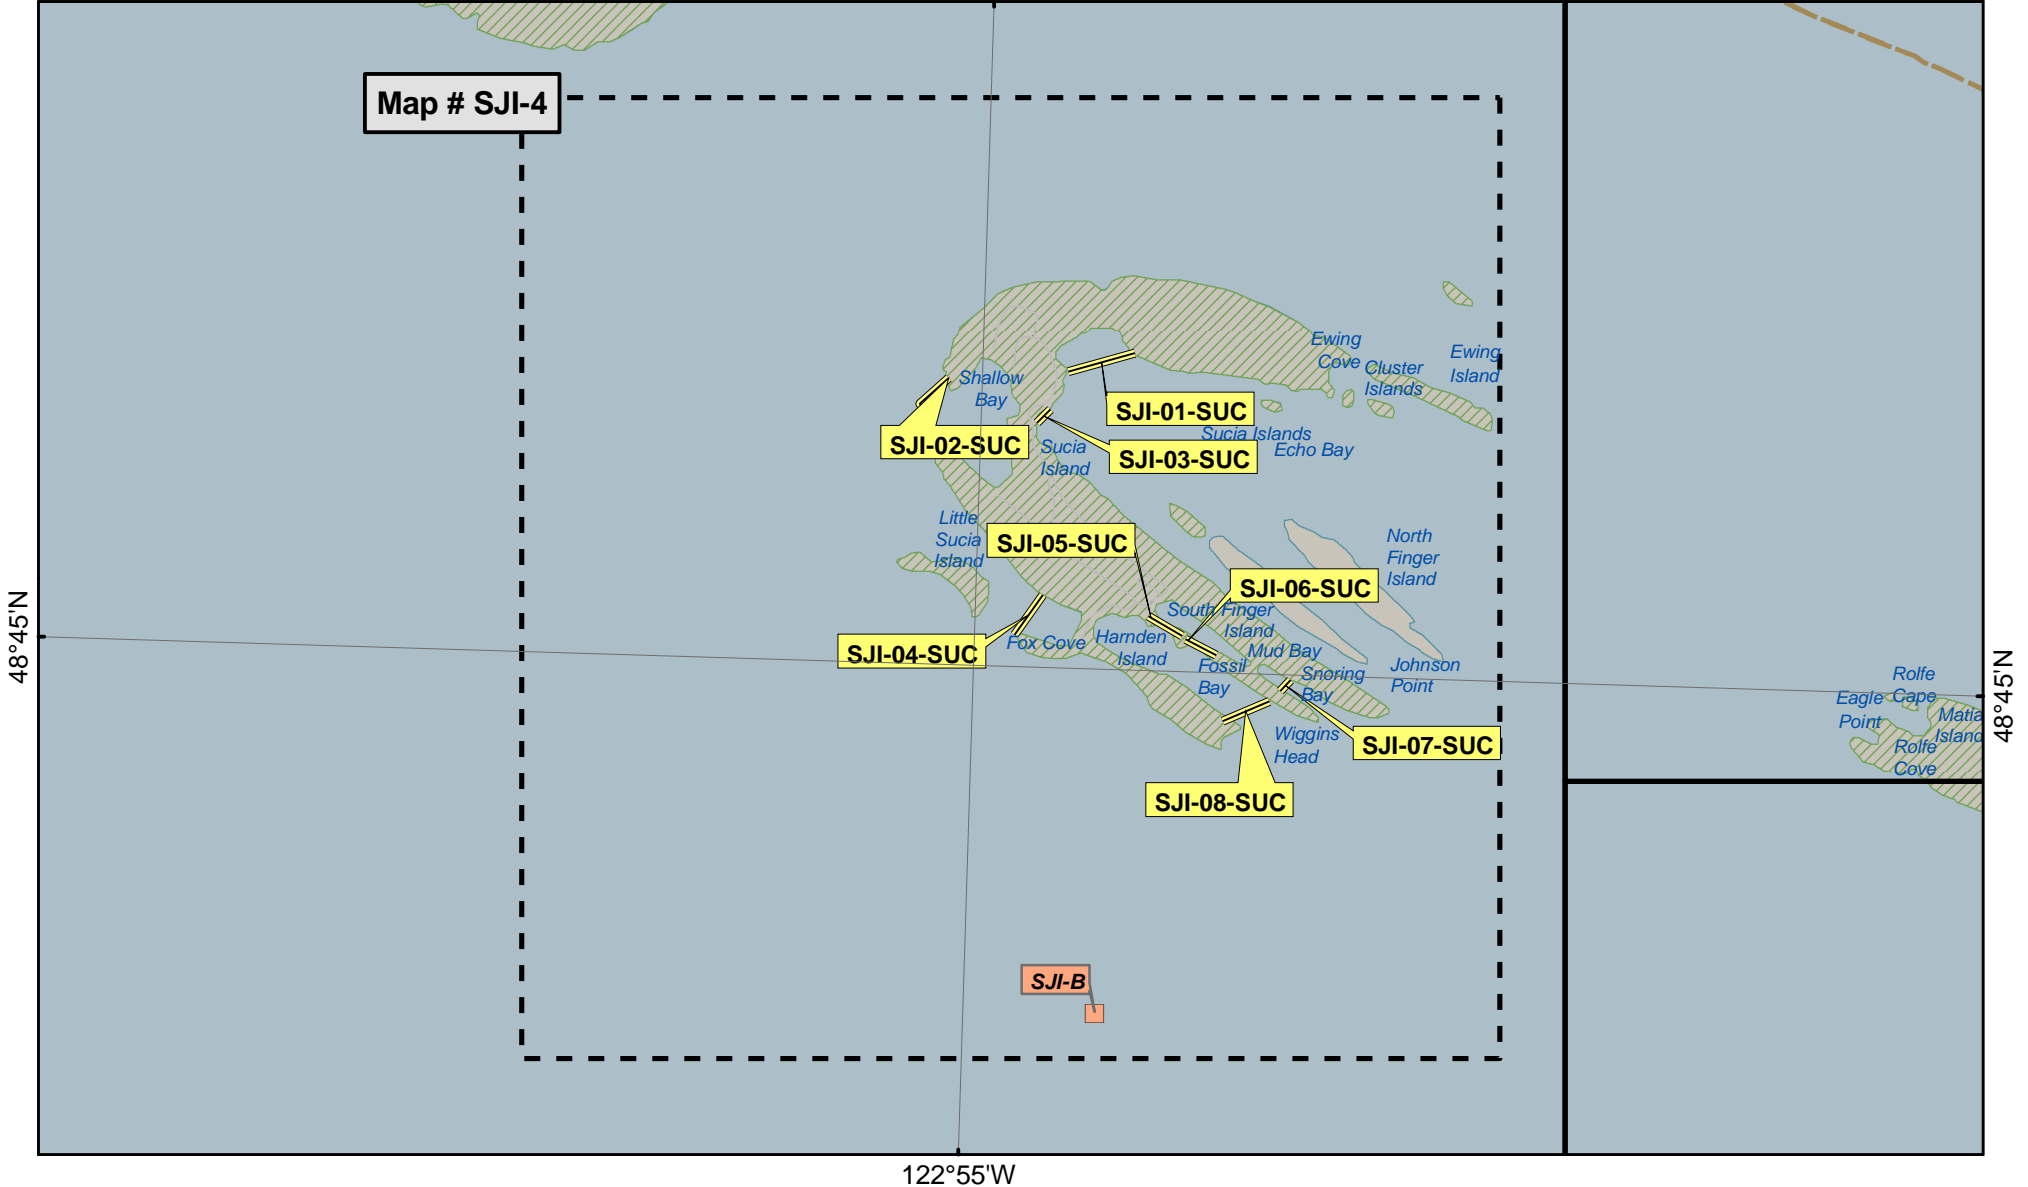 Map # SJI-4
Ewing
Cove
Cluster
Islands
Ewing
Island
Shallow
Bay
SJI-01-SUC
SJI-02-SUC
Sucia Islands
Echo Bay
Sucia
Island
SJI-03-SUC
Little
Sucia
Island
SJI-05-SUC
North
Finger
Island
SJI-06-SUC
South Finger
Island
Harnden
Island
Fox Cove
SJI-04-SUC
Mud Bay
Fossil
Bay
Snoring
Bay
Johnson
Point
Wiggins
Head
SJI-07-SUC
SJI-08-SUC
Rolfe
Cape
Eagle
Point
Matia
Island
Rolfe
Cove
SJI-B
48°45'N
48°45'N
122°55'W